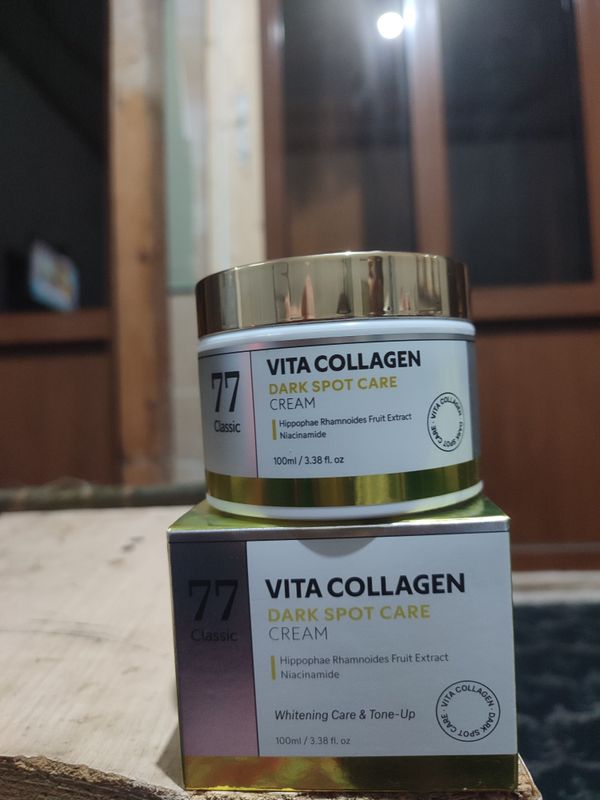 77
Classic
VITA COLLAGEN
DARK SPOT CARE
CREAM
Hippophae Rhamnoides Fruit Extract
Niacinamide
100ml / 3.38 fl. oz
VITA COLLAGEN · DARK SPOT CARE ·
77
Classic
VITA COLLAGEN
DARK SPOT CARE
CREAM
Hippophae Rhamnoides Fruit Extract
Niacinamide
Whitening Care & Tone-Up
100ml / 3.38 fl. oz
VITA COLLAGEN · DARK SPOT CARE ·